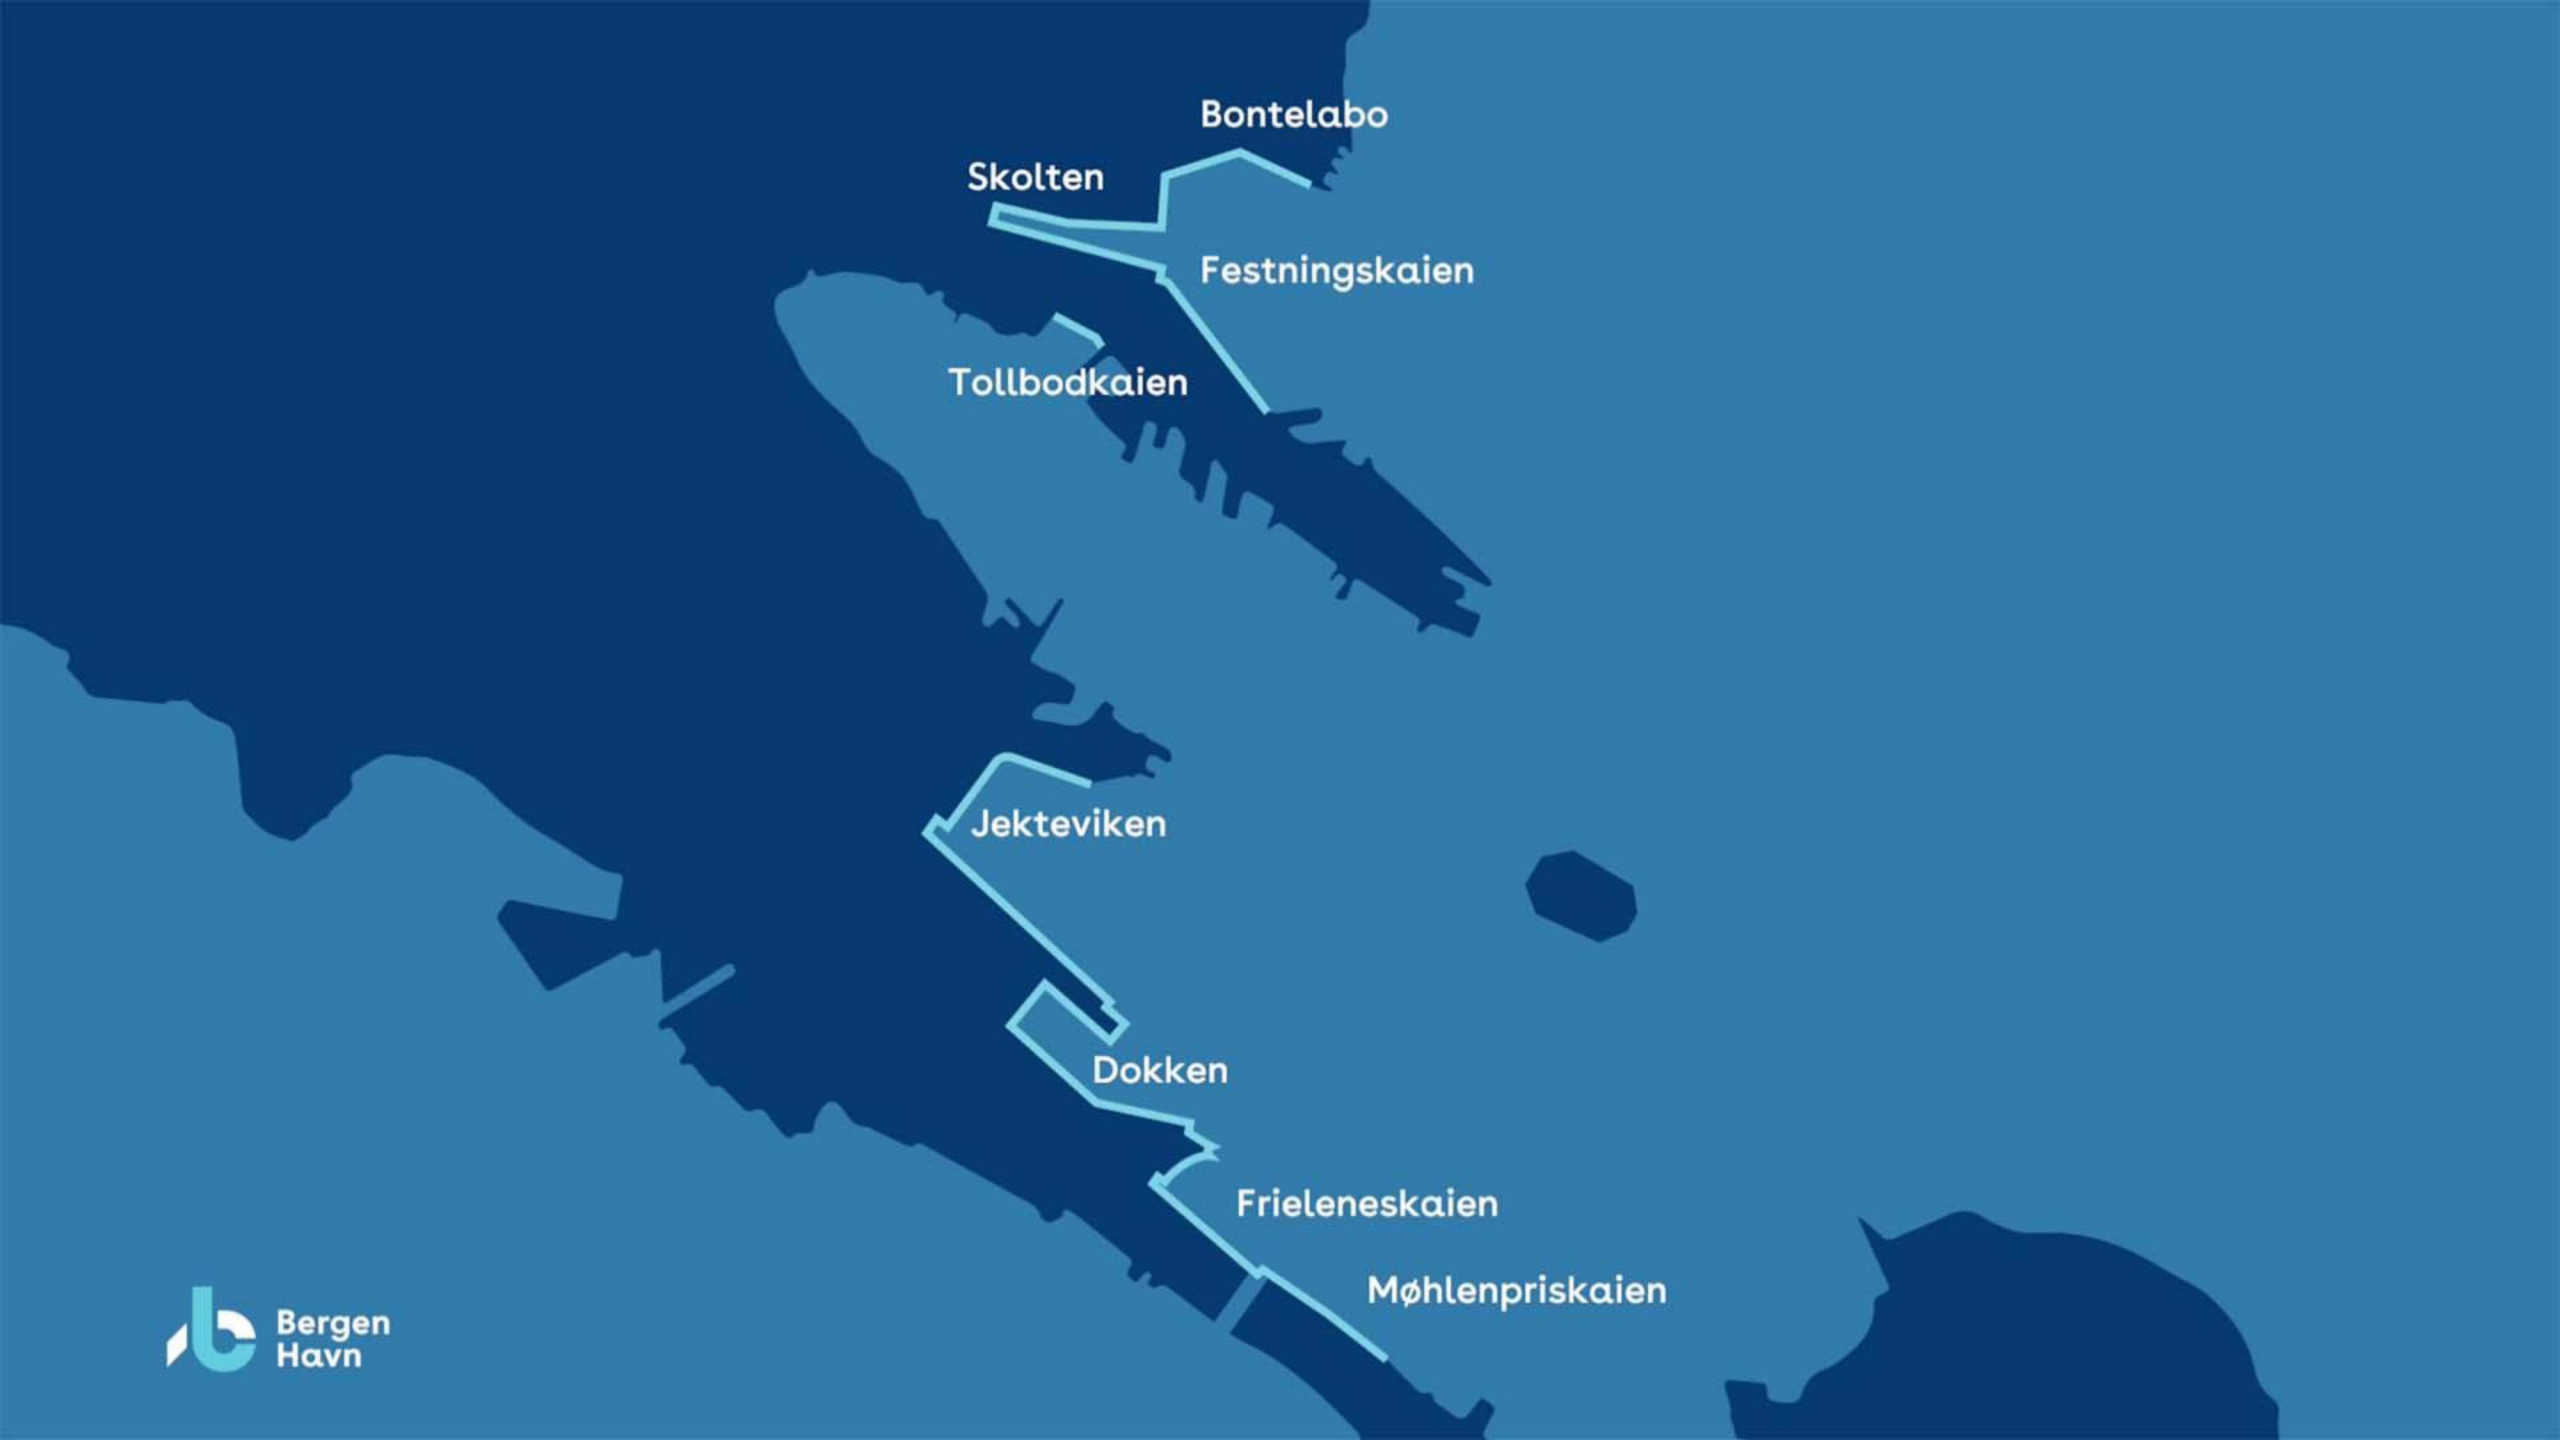 Bontelabo
Skolten
Festningskaien
Tollbodkaien
Jekteviken
Dokken
Frieleneskaien
Møhlenpriskaien
Bergen
Havn